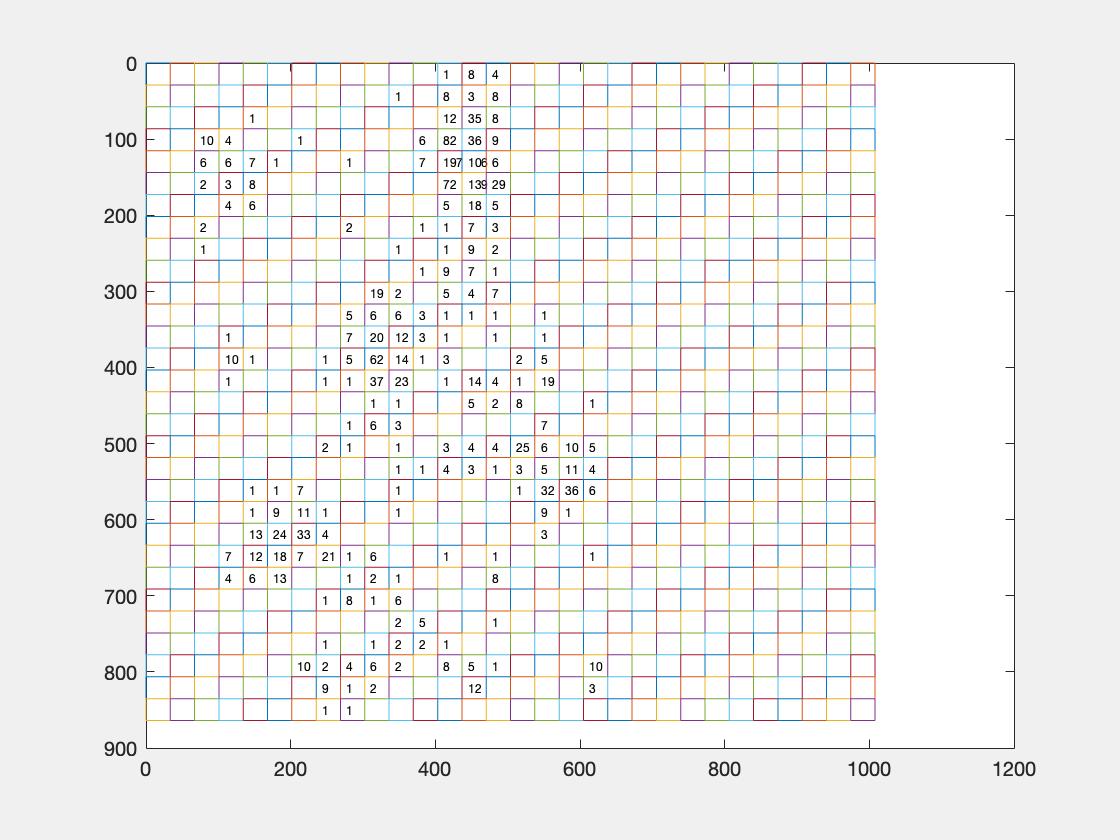 0 1 8 4
1 8 3 8
1 12 35 8
100 10 4 1 6 82 36 9
6 6 7 1 1 7 197 106 6
2 3 8 72 139 29
4 6 5 18 5
200
2 2 1 1 7 3
1 1 1 9 2
1 9 7 1
300 19 2 5 4 7
5 6 6 3 1 1 1 1
1 7 20 12 3 1 1 1
10 1 1 5 62 14 1 3 2 5
400
1 1 1 37 23 1 14 4 1 19
1 1 5 2 8 1
1 6 3 7
500 2 1 1 3 4 4 25 6 10 5
1 1 4 3 1 3 5 11 4
1 1 7 1 1 32 36 6
1 9 11 1 1 9 1
600
13 24 33 4 3
7 12 18 7 21 1 6 1 1 1
4 6 13 1 2 1 8
700 1 8 1 6
2 5 1
1 1 2 2 1
800 10 2 4 6 2 8 5 1 10
9 1 2 12 3
1 1
900
0 200 400 600 800 1000 1200